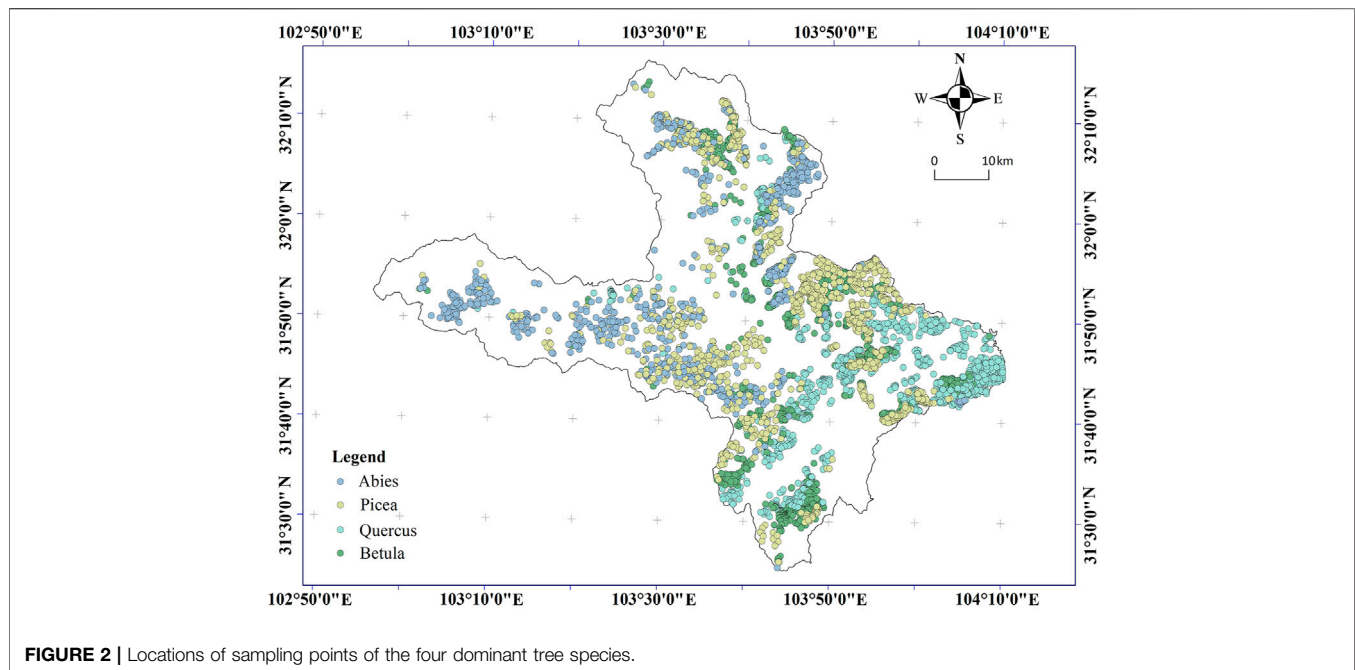 102°50'0"E 103°10'0"E 103°30'0"E 103°50'0"E 104°10'0"E
32°10'0"N
32°0'0"N
31°50'0"N
31°40'0"N
31°30'0"N
N
W E
S
0 10 km
32°10'0"N
32°0'0"N
31°50'0"N
31°40'0"N
31°30'0"N
Legend
Abies
Picea
Quercus
Betula
102°50'0"E 103°10'0"E 103°30'0"E 103°50'0"E 104°10'0"E
FIGURE 2 | Locations of sampling points of the four dominant tree species.